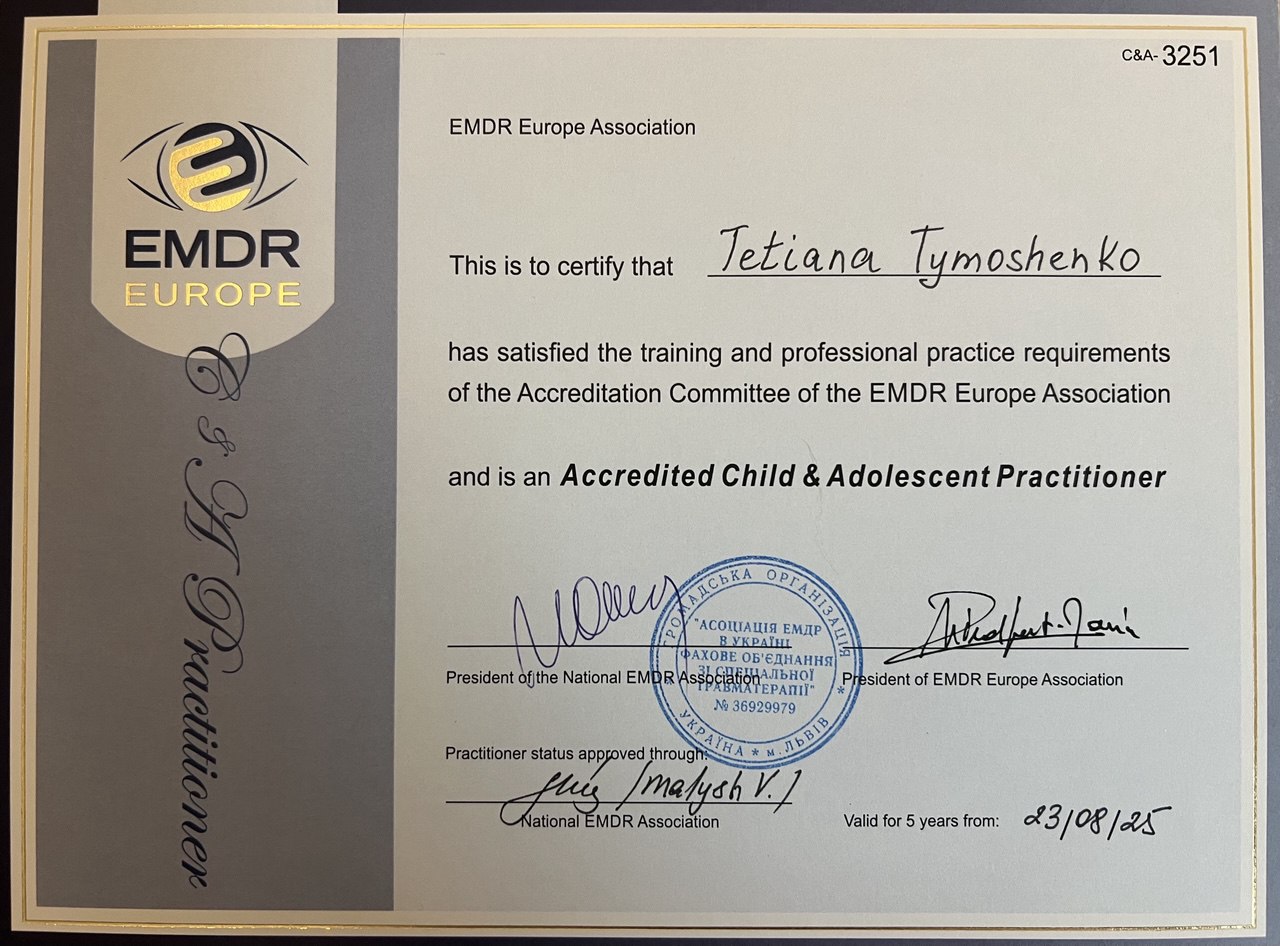 C&A- 3251
EMDR
EUROPE
C & A Practitioner
EMDR Europe Association
This is to certify that Tetiana Tymoshenko
has satisfied the training and professional practice requirements
of the Accreditation Committee of the EMDR Europe Association
and is an Accredited Child & Adolescent Practitioner
President of the National EMDR Association
President of EMDR Europe Association
ГРОМАДСЬКА ОРГАНІЗАЦІЯ
"АСОЦІАЦІЯ ЕМДР
В УКРАЇНІ
ФАХОВЕ ОБ'ЄДНАННЯ
ЗІ СПЕЦІАЛЬНОЇ
ТРАВМАТЕРАПІЇ"
№ 36929979
* УКРАЇНА * м. ЛЬВІВ *
Practitioner status approved through:
/Malysh V./
National EMDR Association
Valid for 5 years from: 23/08/25